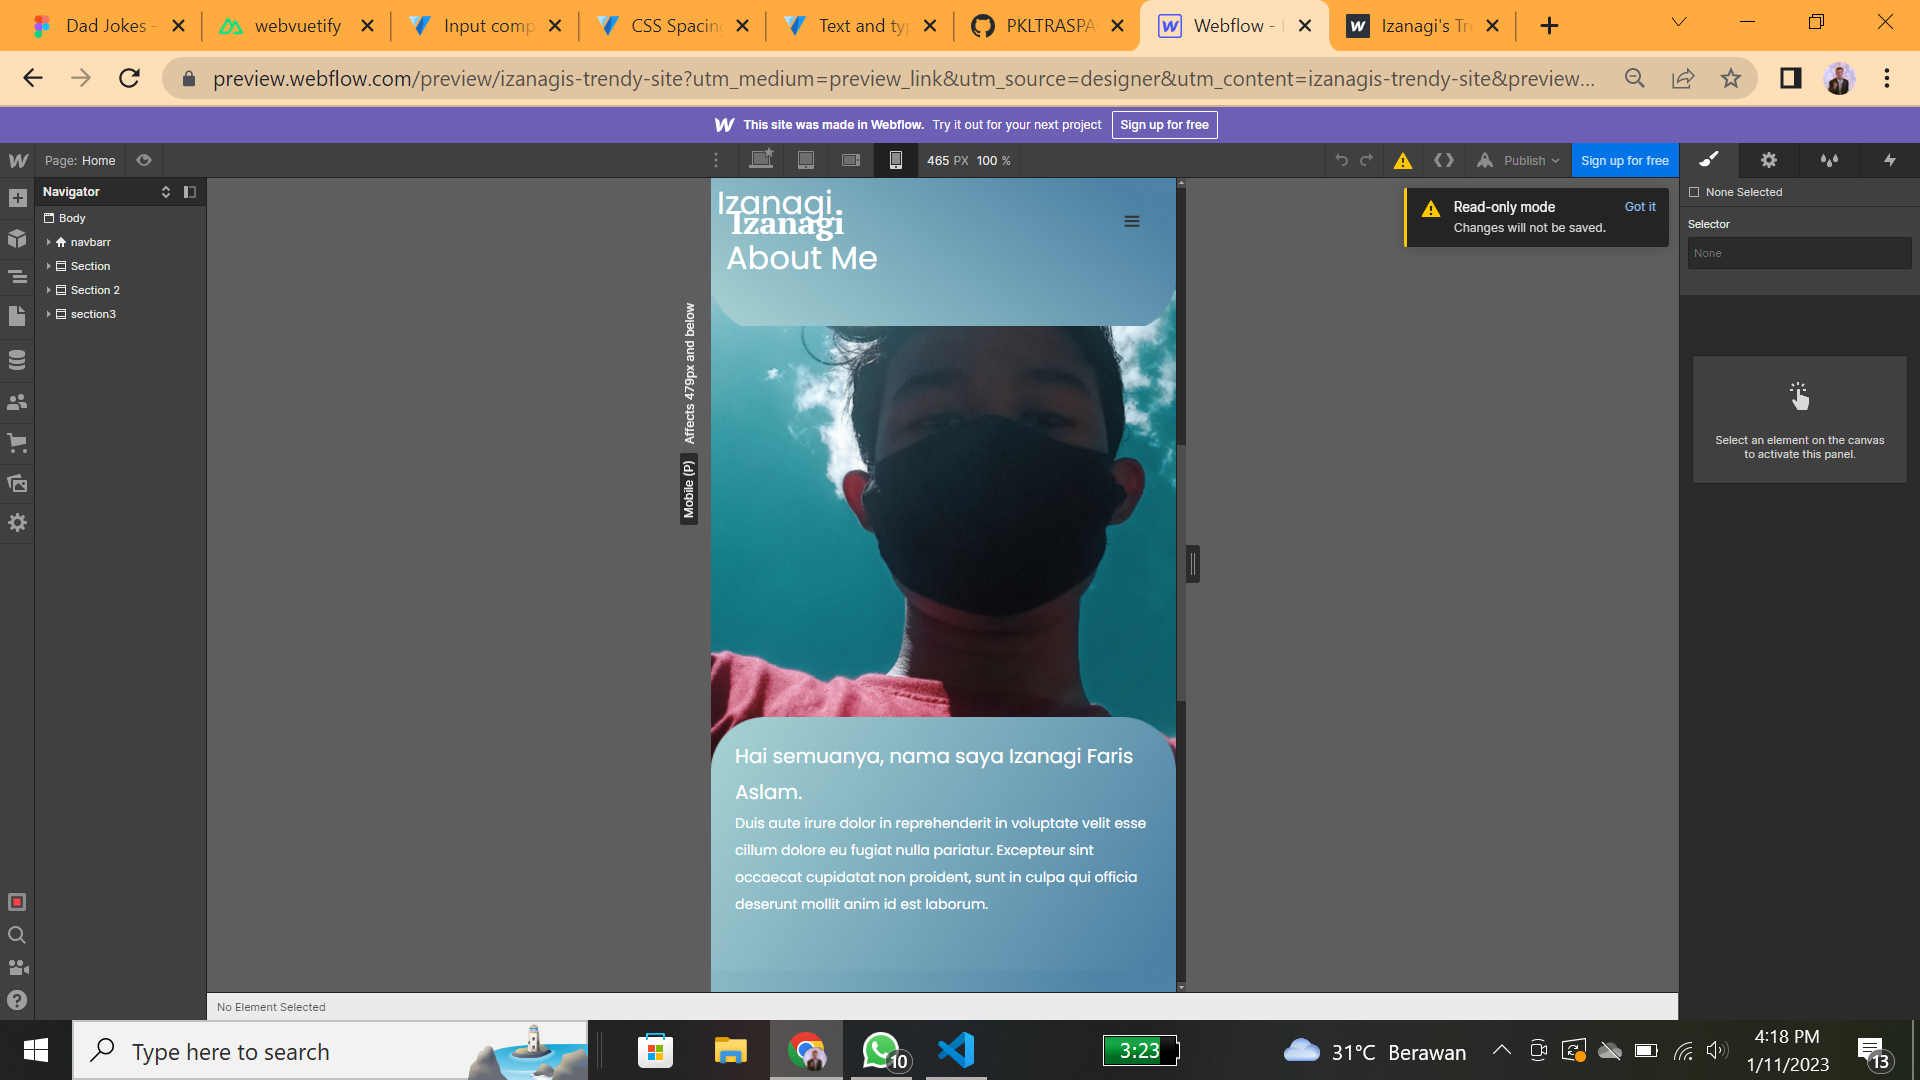 Dad Jokes -
webvuetify
Input comp
CSS Spacing
Text and typ
PKLTRASPA
Webflow -
Izanagi's Tre
preview.webflow.com/preview/izanagis-trendy-site?utm_medium=preview_link&utm_source=designer&utm_content=izanagis-trendy-site&preview...
This site was made in Webflow. Try it out for your next project
Sign up for free
Page: Home
465 PX 100 %
Publish
Sign up for free
Navigator
None Selected
Body
navbarr
Section
Section 2
section3
Read-only mode
Got it
Changes will not be saved.
Selector
None
Izanagi
Izanagi
About Me
Affects 479px and below
Mobile (P)
Select an element on the canvas
to activate this panel.
Hai semuanya, nama saya Izanagi Faris
Aslam.
Duis aute irure dolor in reprehenderit in voluptate velit esse
cillum dolore eu fugiat nulla pariatur. Excepteur sint
occaecat cupidatat non proident, sunt in culpa qui officia
deserunt mollit anim id est laborum.
No Element Selected
Type here to search
10
3:23
31°C Berawan
4:18 PM
1/11/2023
13